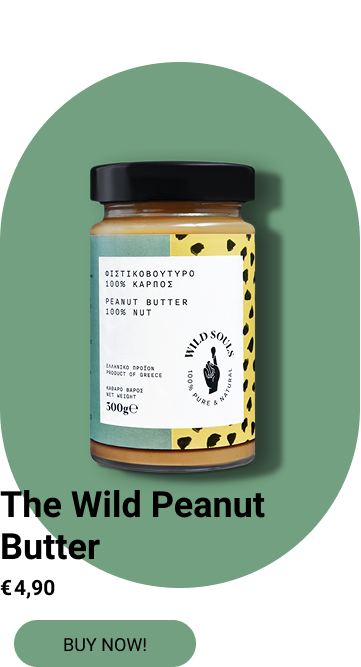 ΦΙΣΤΙΚΟΒΟΥΤΥΡΟ
100% ΚΑΡΠΟΣ
PEANUT BUTTER
100% NUT
WILD SOULS
100% PURE & NATURAL
ΕΛΛΗΝΙΚΟ ΠΡΟΪΟΝ
PRODUCT OF GREECE
ΚΑΘΑΡΟ ΒΑΡΟΣ
NET WEIGHT
300g℮
The Wild Peanut
Butter
€4,90
BUY NOW!